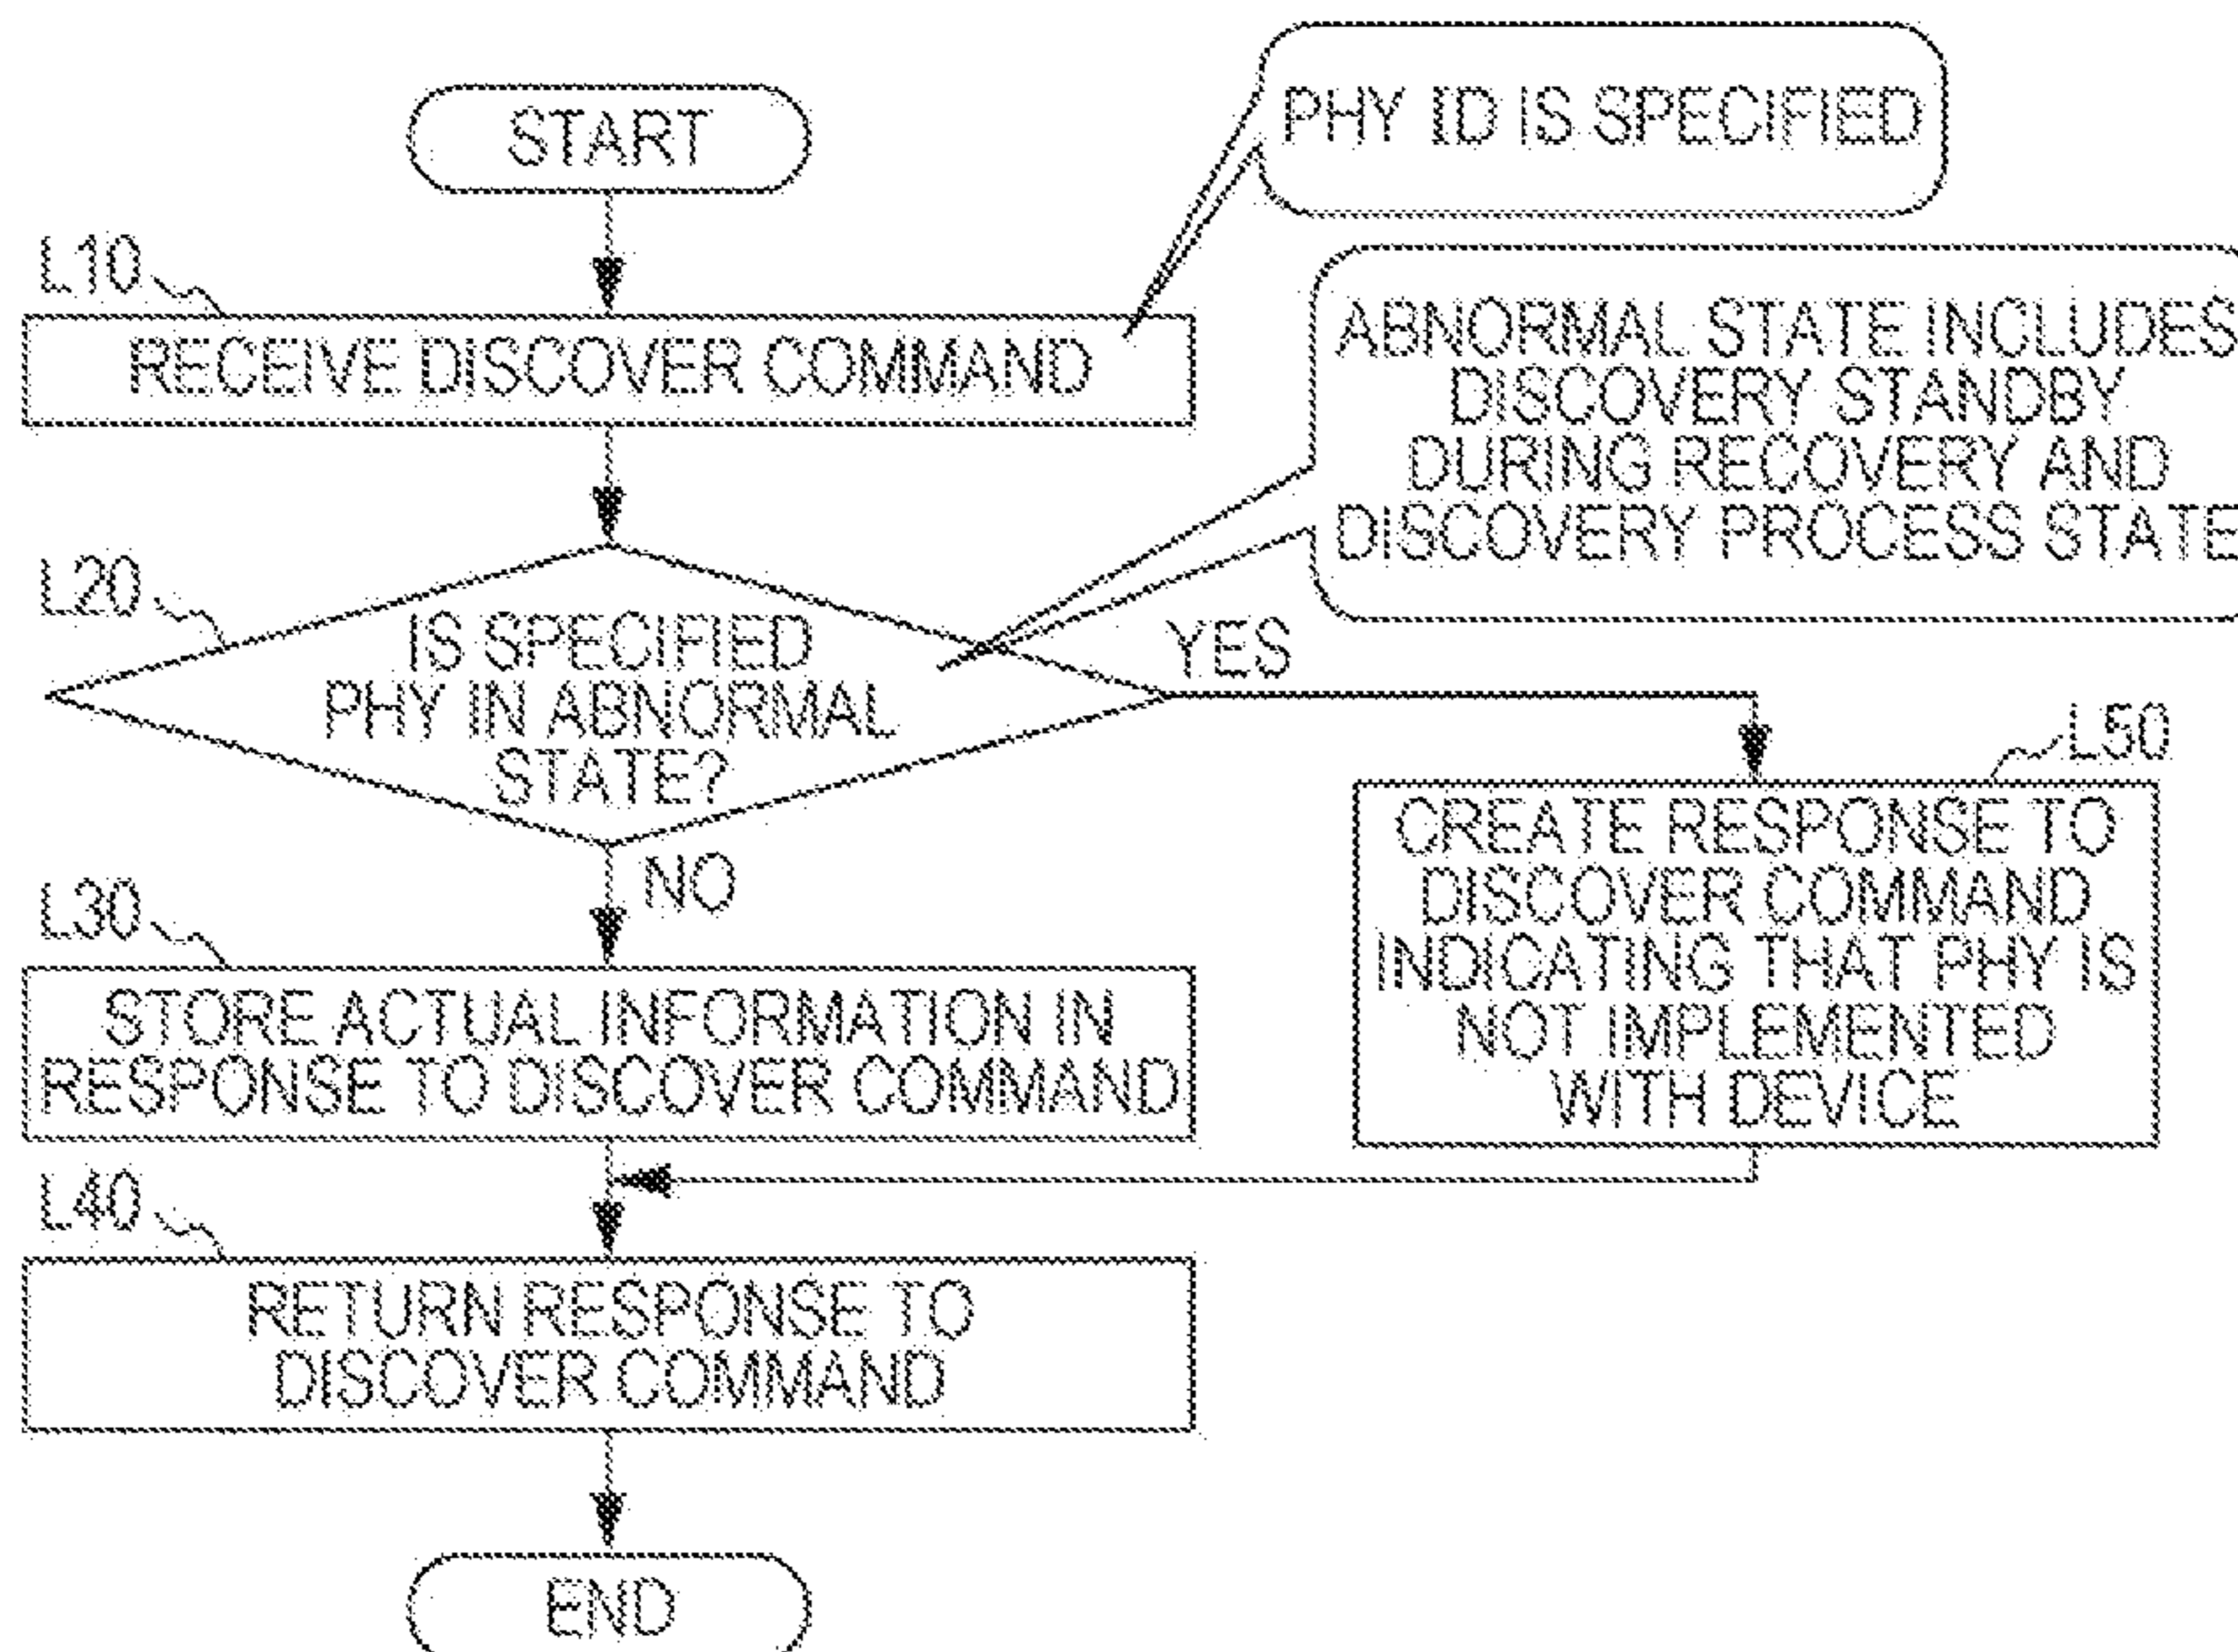 START
PHY ID IS SPECIFIED
L10
RECEIVE DISCOVER COMMAND
ABNORMAL STATE INCLUDES
DISCOVERY STANDBY
DURING RECOVERY AND
DISCOVERY PROCESS STATE
L20
IS SPECIFIED
PHY IN ABNORMAL
STATE?
YES
NO
L50
CREATE RESPONSE TO
DISCOVER COMMAND
INDICATING THAT PHY IS
NOT IMPLEMENTED
WITH DEVICE
L30
STORE ACTUAL INFORMATION IN
RESPONSE TO DISCOVER COMMAND
L40
RETURN RESPONSE TO
DISCOVER COMMAND
END